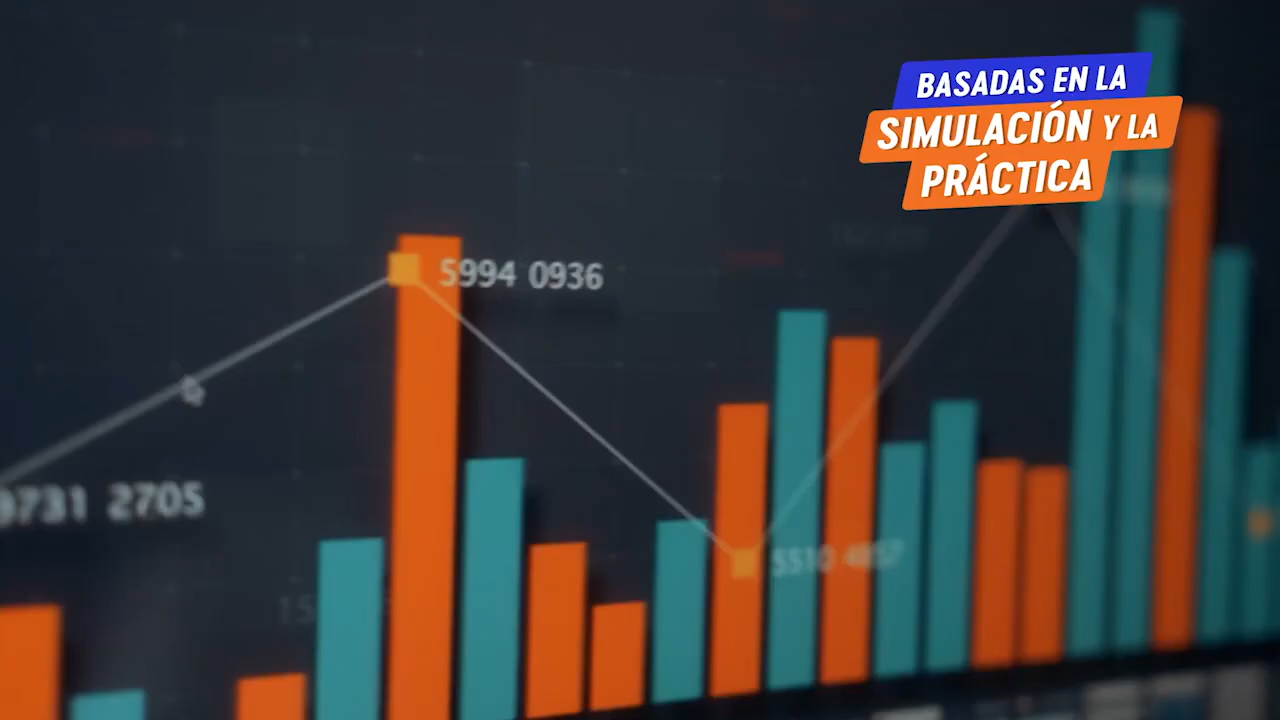 BASADAS EN LA
SIMULACIÓN Y LA
PRÁCTICA
5994 0936
9731 2705